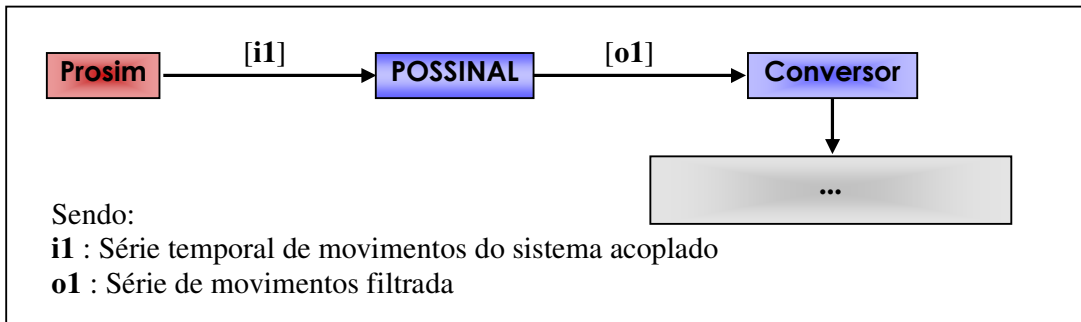 [i1] [o1]
Prosim POSSINAL Conversor
...
Sendo:
i1 : Série temporal de movimentos do sistema acoplado
o1 : Série de movimentos filtrada